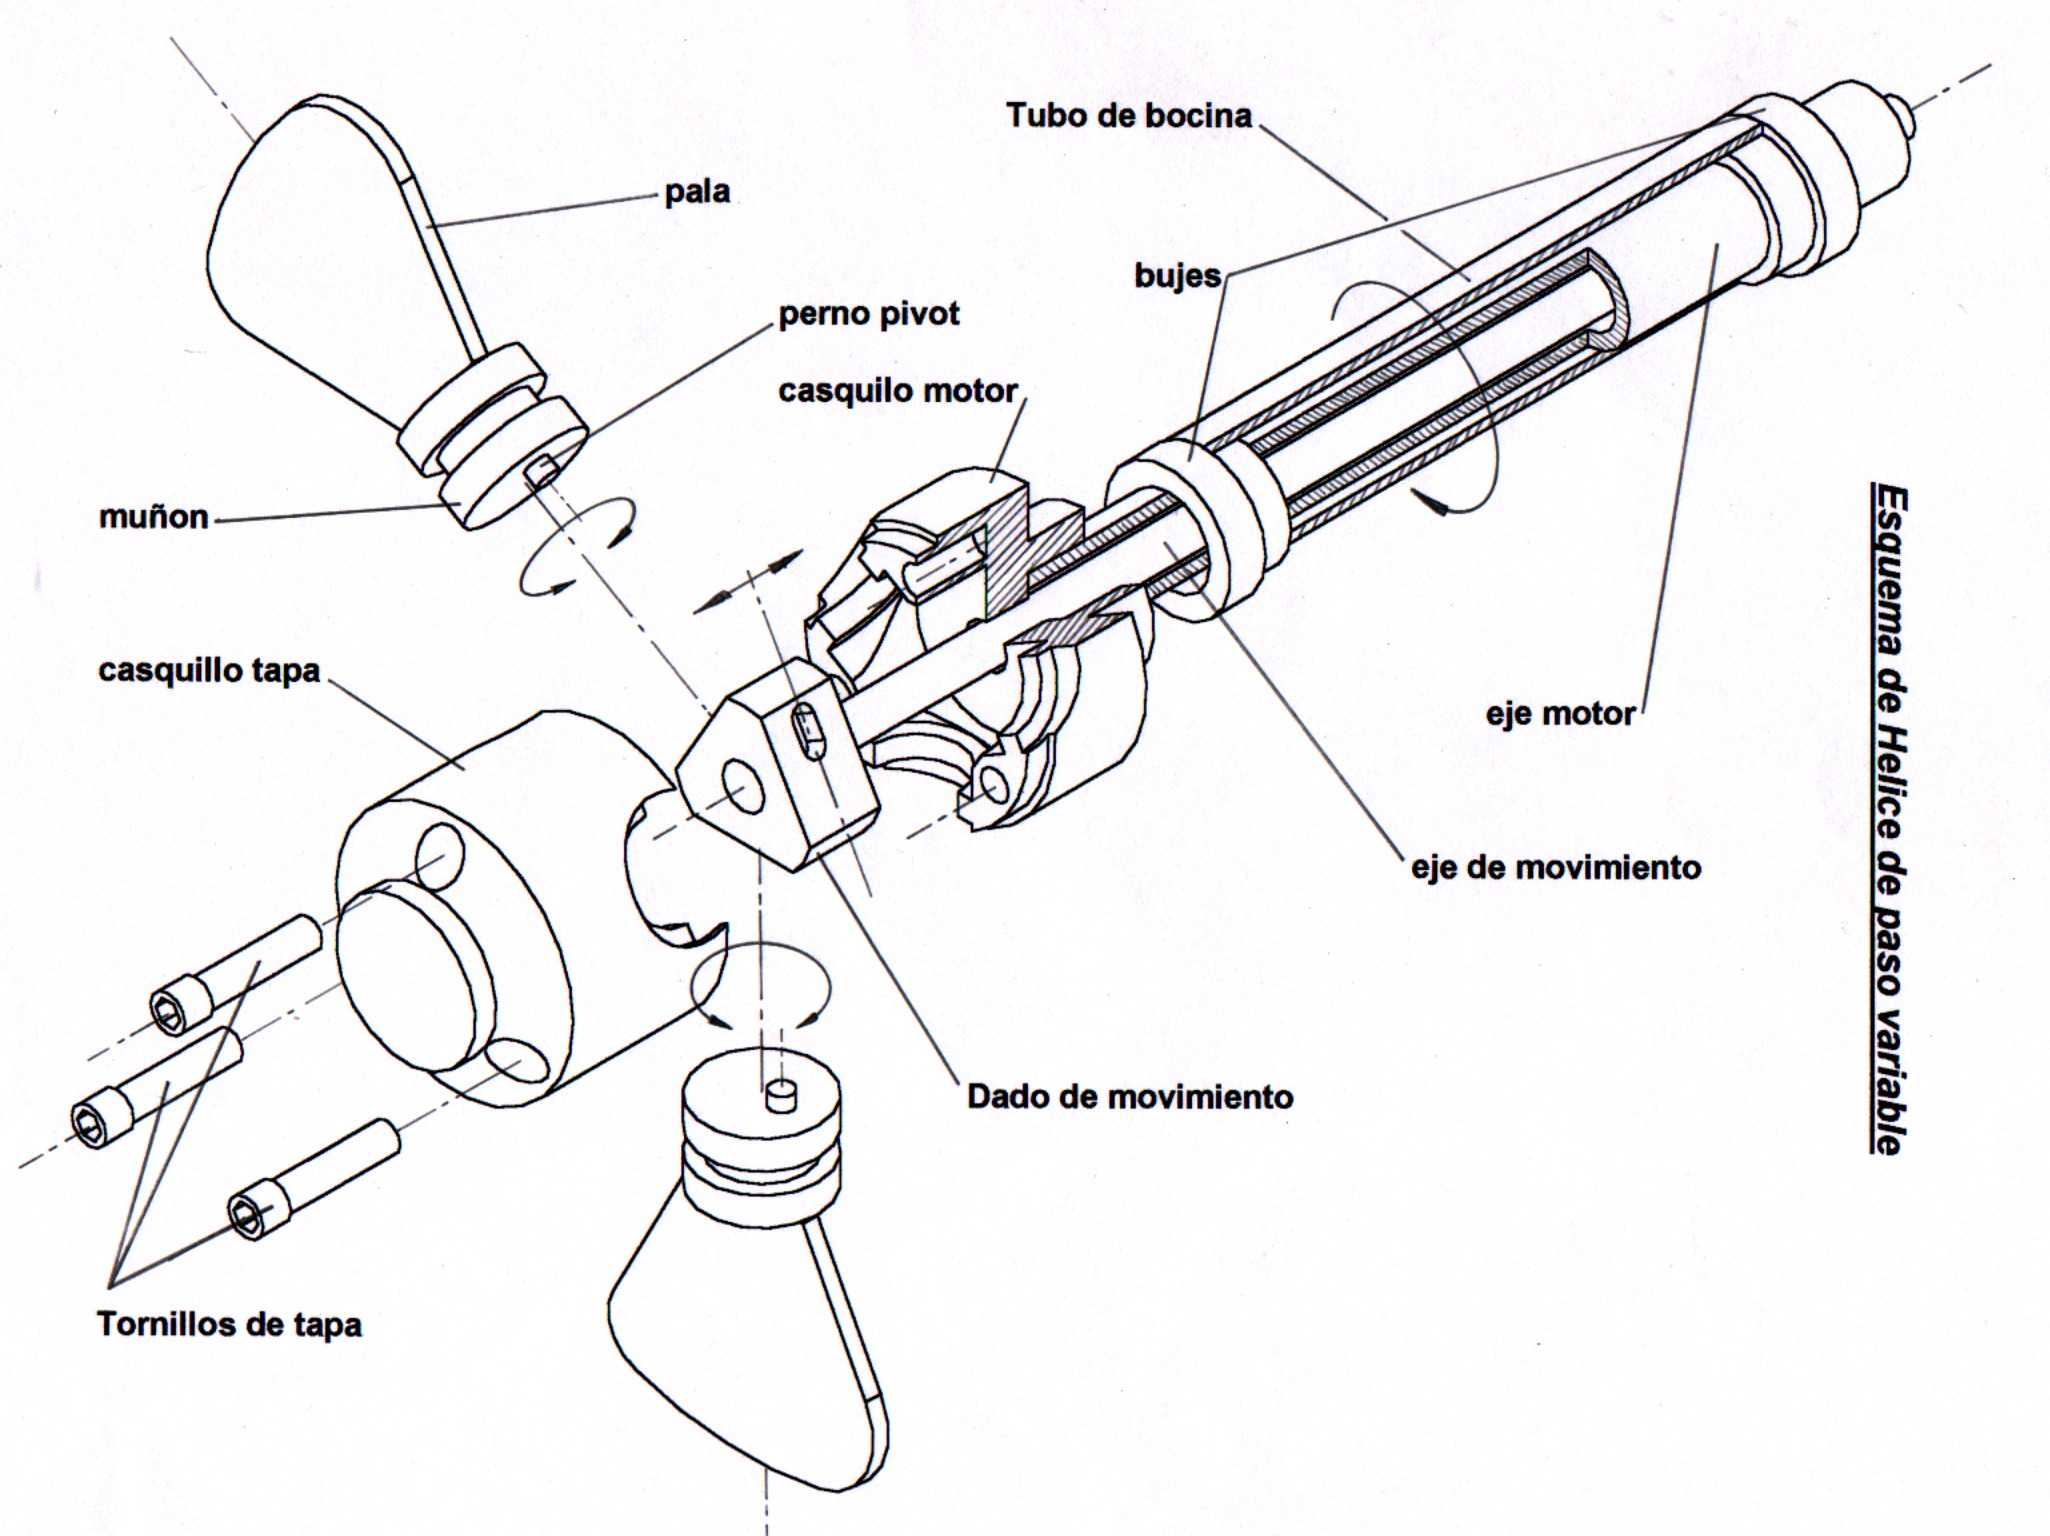 Tubo de bocina
pala
bujes
perno pivot
casquilo motor
muñon
casquillo tapa
eje motor
eje de movimiento
Dado de movimiento
Tornillos de tapa
Esquema de Helice de paso variable